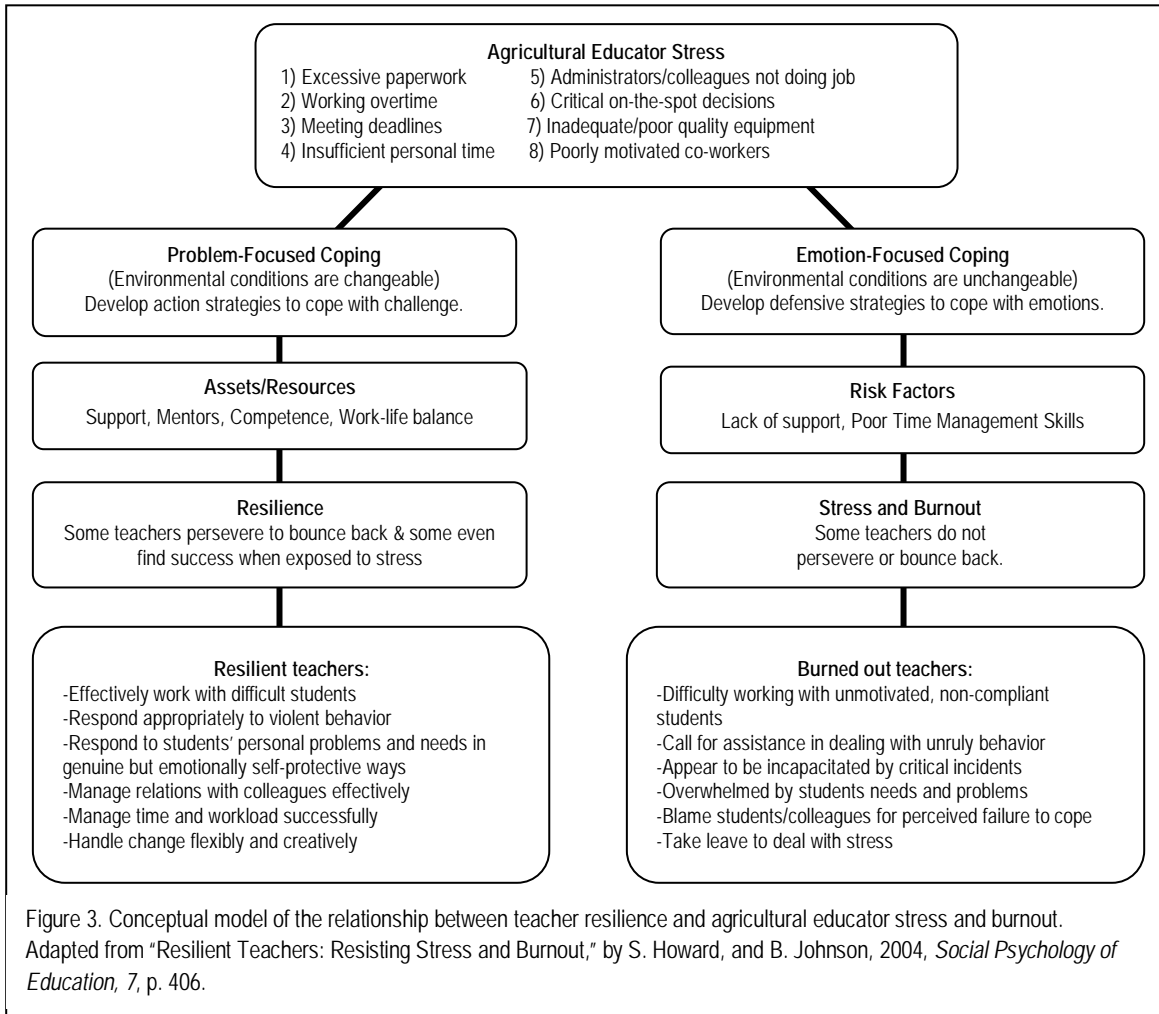 Agricultural Educator Stress
1) Excessive paperwork 5) Administrators/colleagues not doing job
2) Working overtime 6) Critical on-the-spot decisions
3) Meeting deadlines 7) Inadequate/poor quality equipment
4) Insufficient personal time 8) Poorly motivated co-workers
Problem-Focused Coping
(Environmental conditions are changeable)
Develop action strategies to cope with challenge.
Emotion-Focused Coping
(Environmental conditions are unchangeable)
Develop defensive strategies to cope with emotions.
Assets/Resources
Support, Mentors, Competence, Work-life balance
Risk Factors
Lack of support, Poor Time Management Skills
Resilience
Some teachers persevere to bounce back & some even
find success when exposed to stress
Stress and Burnout
Some teachers do not
persevere or bounce back.
Resilient teachers:
-Effectively work with difficult students
-Respond appropriately to violent behavior
-Respond to students' personal problems and needs in
genuine but emotionally self-protective ways
-Manage relations with colleagues effectively
-Manage time and workload successfully
-Handle change flexibly and creatively
Burned out teachers:
-Difficulty working with unmotivated, non-compliant
students
-Call for assistance in dealing with unruly behavior
-Appear to be incapacitated by critical incidents
-Overwhelmed by students needs and problems
-Blame students/colleagues for perceived failure to cope
-Take leave to deal with stress
Figure 3. Conceptual model of the relationship between teacher resilience and agricultural educator stress and burnout.
Adapted from "Resilient Teachers: Resisting Stress and Burnout," by S. Howard, and B. Johnson, 2004, Social Psychology of
Education, 7, p. 406.